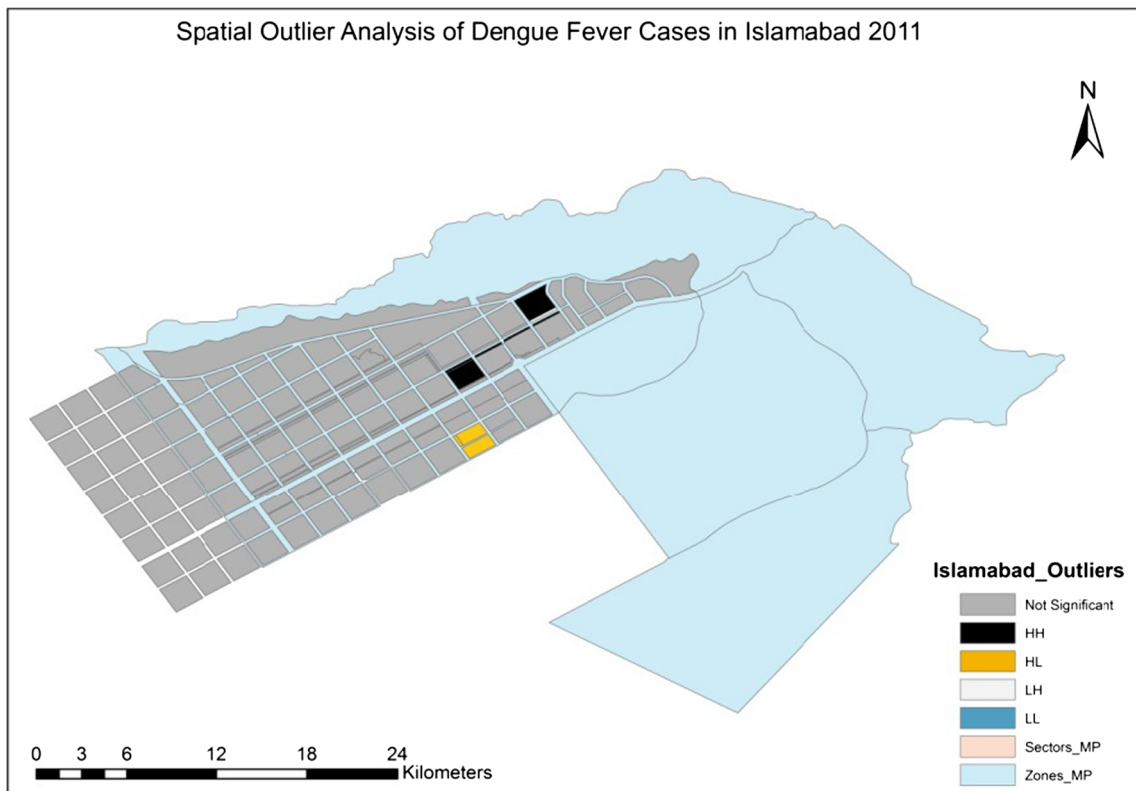 Spatial Outlier Analysis of Dengue Fever Cases in Islamabad 2011
N
Islamabad_Outliers
Not Significant
HH
HL
LH
LL
Sectors_MP
Zones_MP
0 3 6 12 18 24
Kilometers